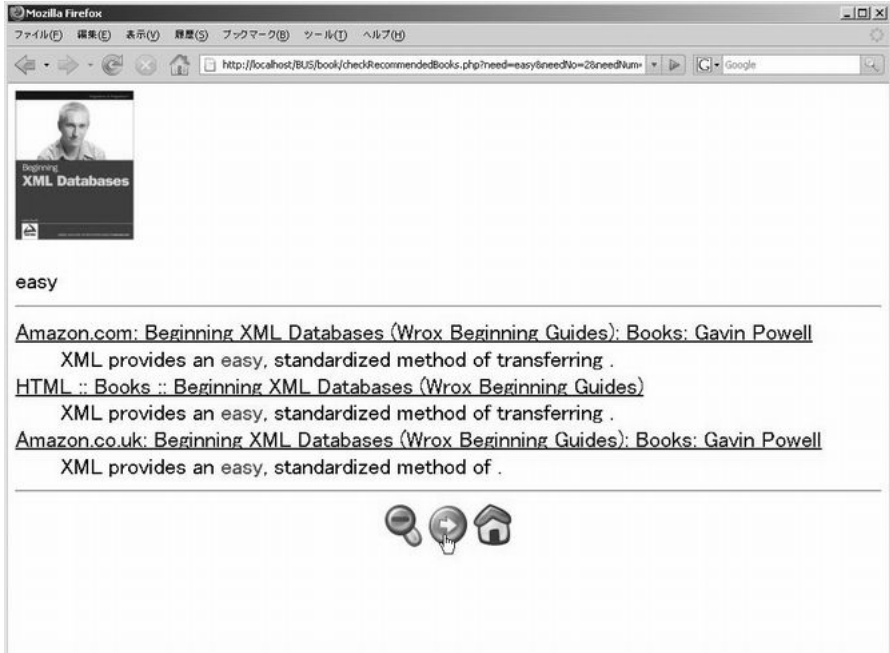 Mozilla Firefox
ファイル(F) 編集(E) 表示(V) 履歴(S) ブックマーク(B) ツール(T) ヘルプ(H)
http://localhost/BUS/book/checkRecommendedBooks.php?need=easy&needNo=2&needNum=
G Google
Beginning
XML Databases
easy
Amazon.com: Beginning XML Databases (Wrox Beginning Guides): Books: Gavin Powell
XML provides an easy, standardized method of transferring .
HTML :: Books :: Beginning XML Databases (Wrox Beginning Guides)
XML provides an easy, standardized method of transferring .
Amazon.co.uk: Beginning XML Databases (Wrox Beginning Guides): Books: Gavin Powell
XML provides an easy, standardized method of .